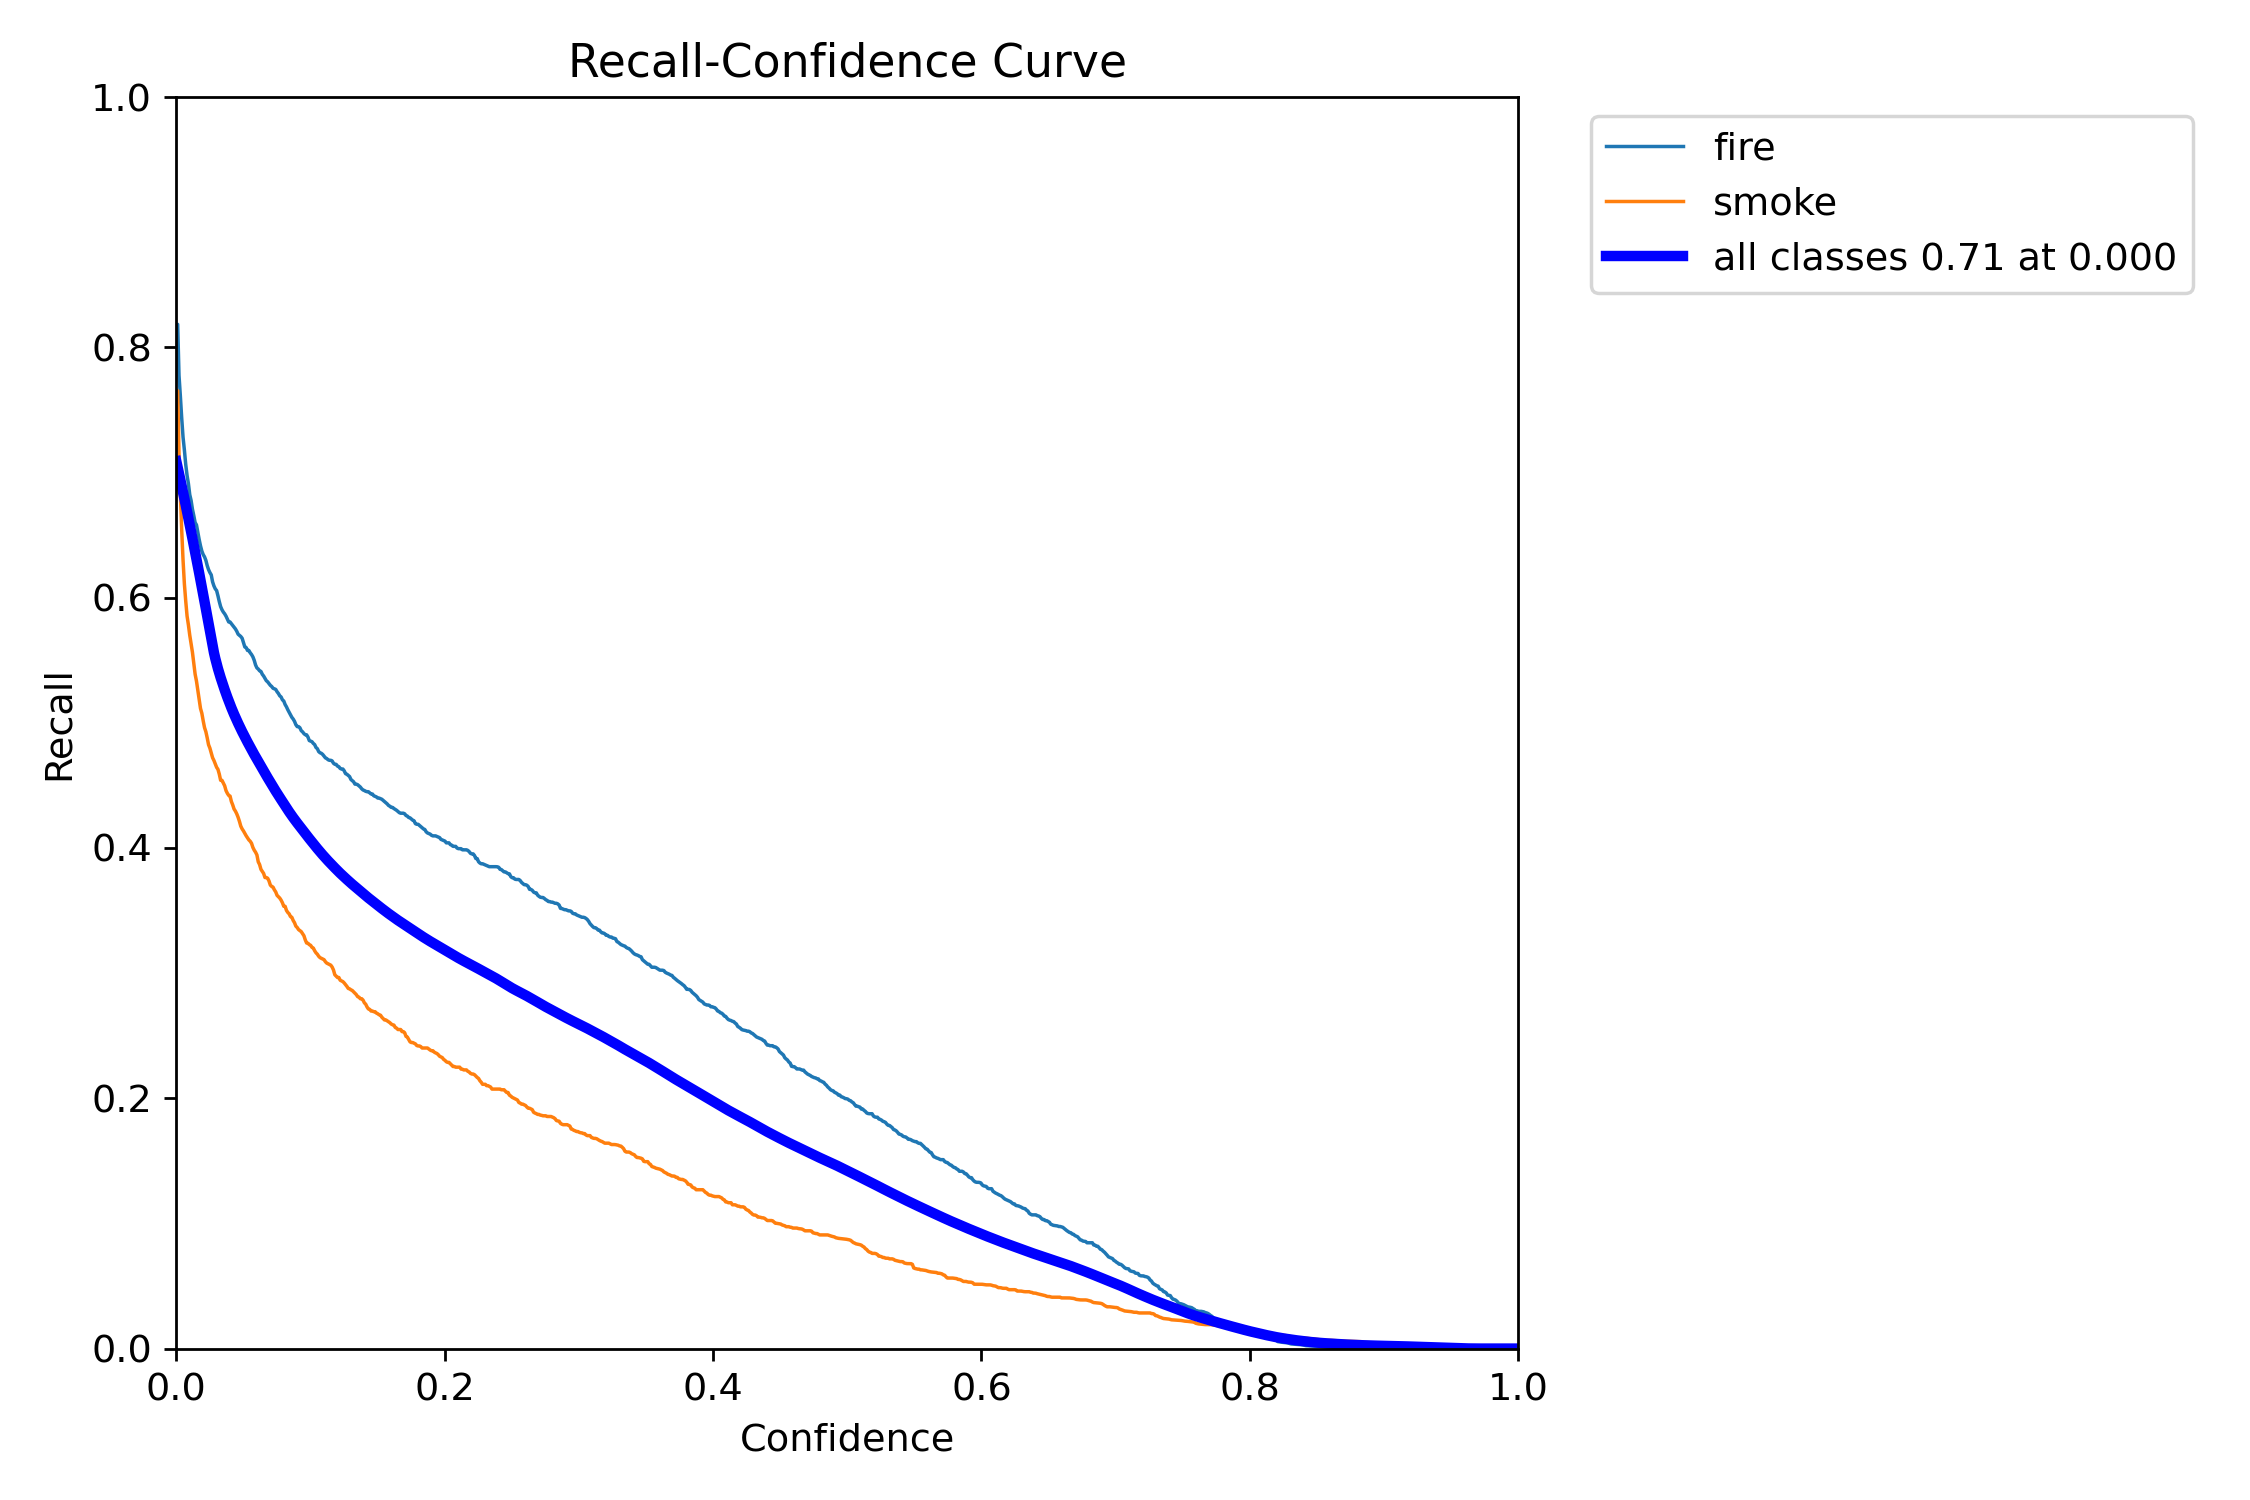 Recall-Confidence Curve
1.0
0.8
0.6
0.4
0.2
0.0
Recall
0.0 0.2 0.4 0.6 0.8 1.0
Confidence
fire
smoke
all classes 0.71 at 0.000